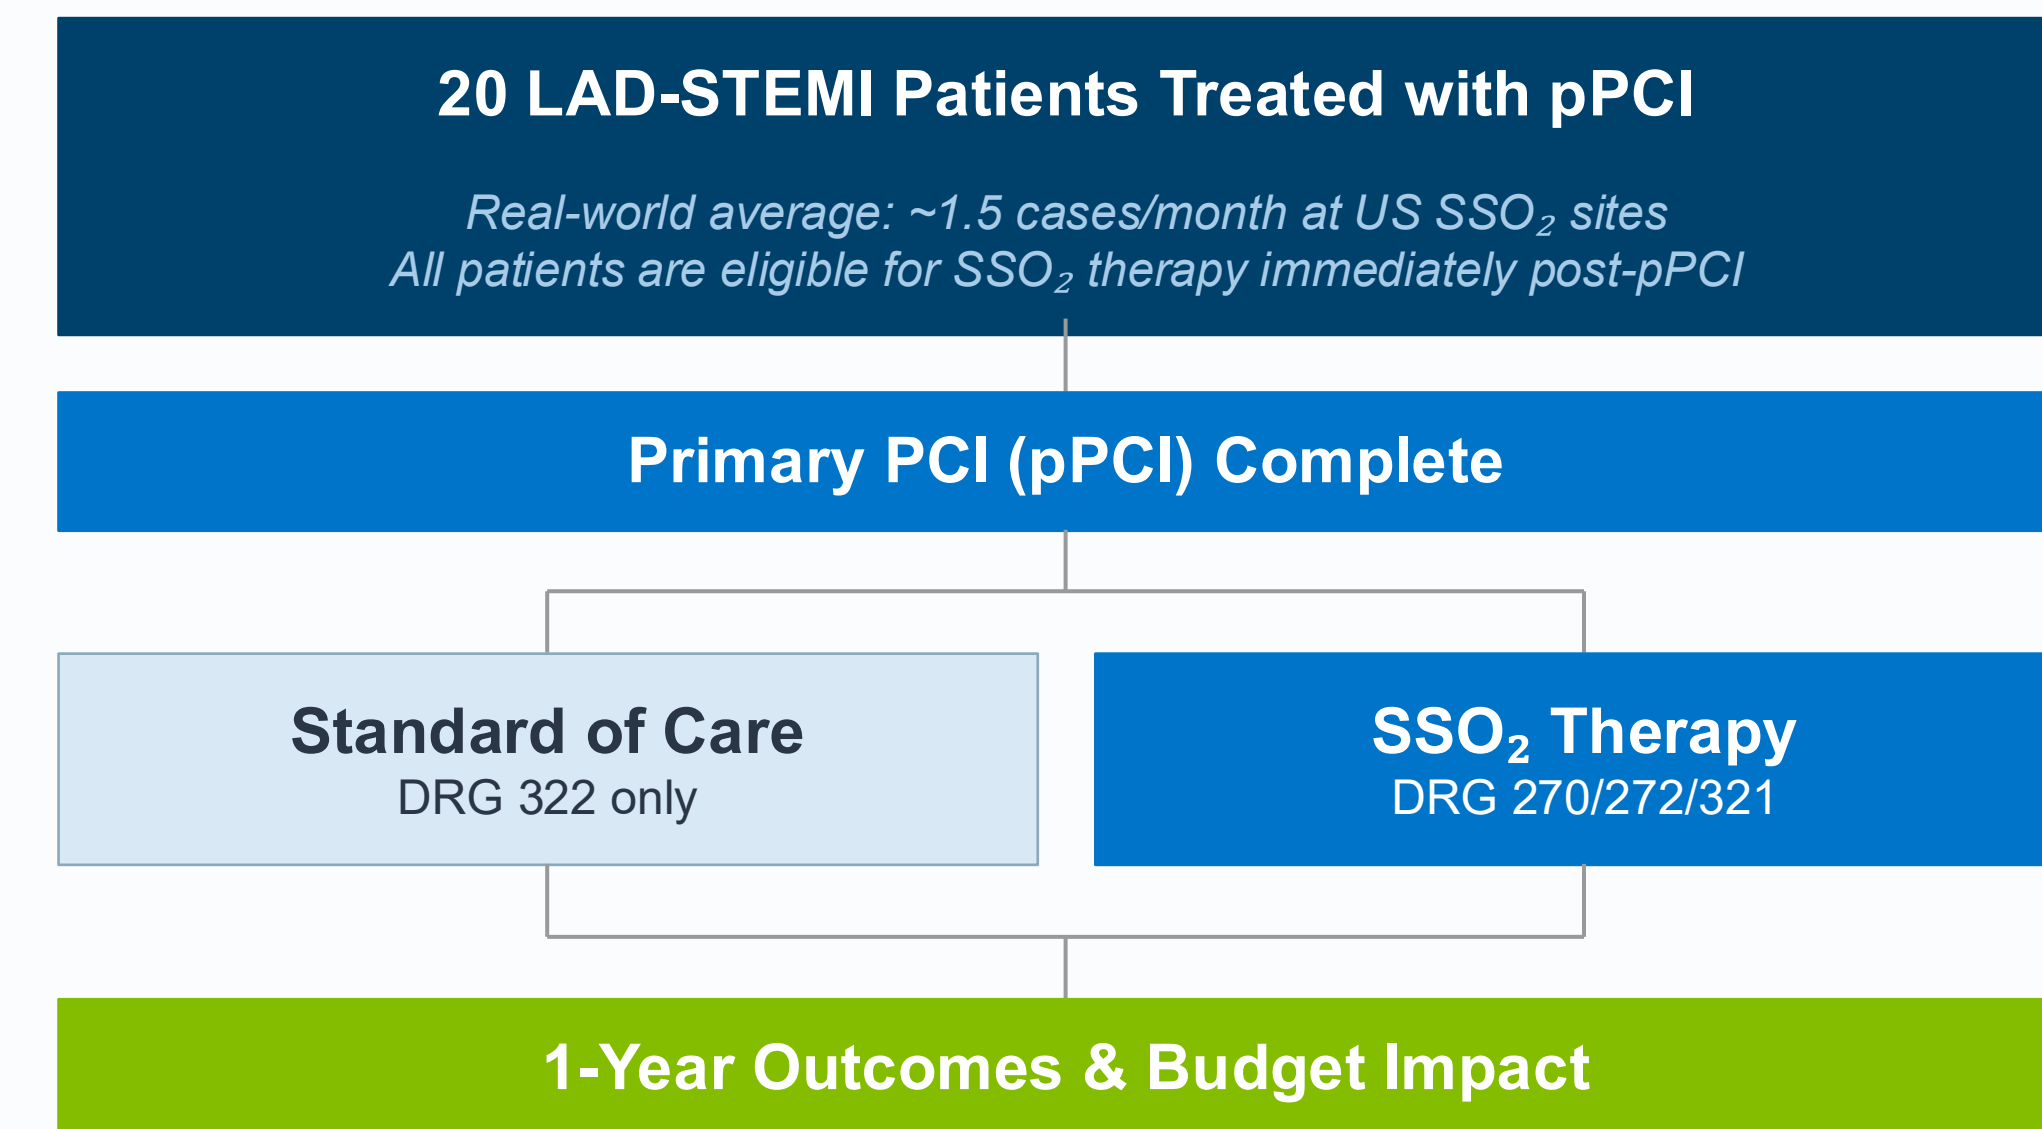 20 LAD-STEMI Patients Treated with pPCI
Real-world average: ~1.5 cases/month at US SSO₂ sites
All patients are eligible for SSO₂ therapy immediately post-pPCI
Primary PCI (pPCI) Complete
Standard of Care
DRG 322 only
SSO₂ Therapy
DRG 270/272/321
1-Year Outcomes & Budget Impact